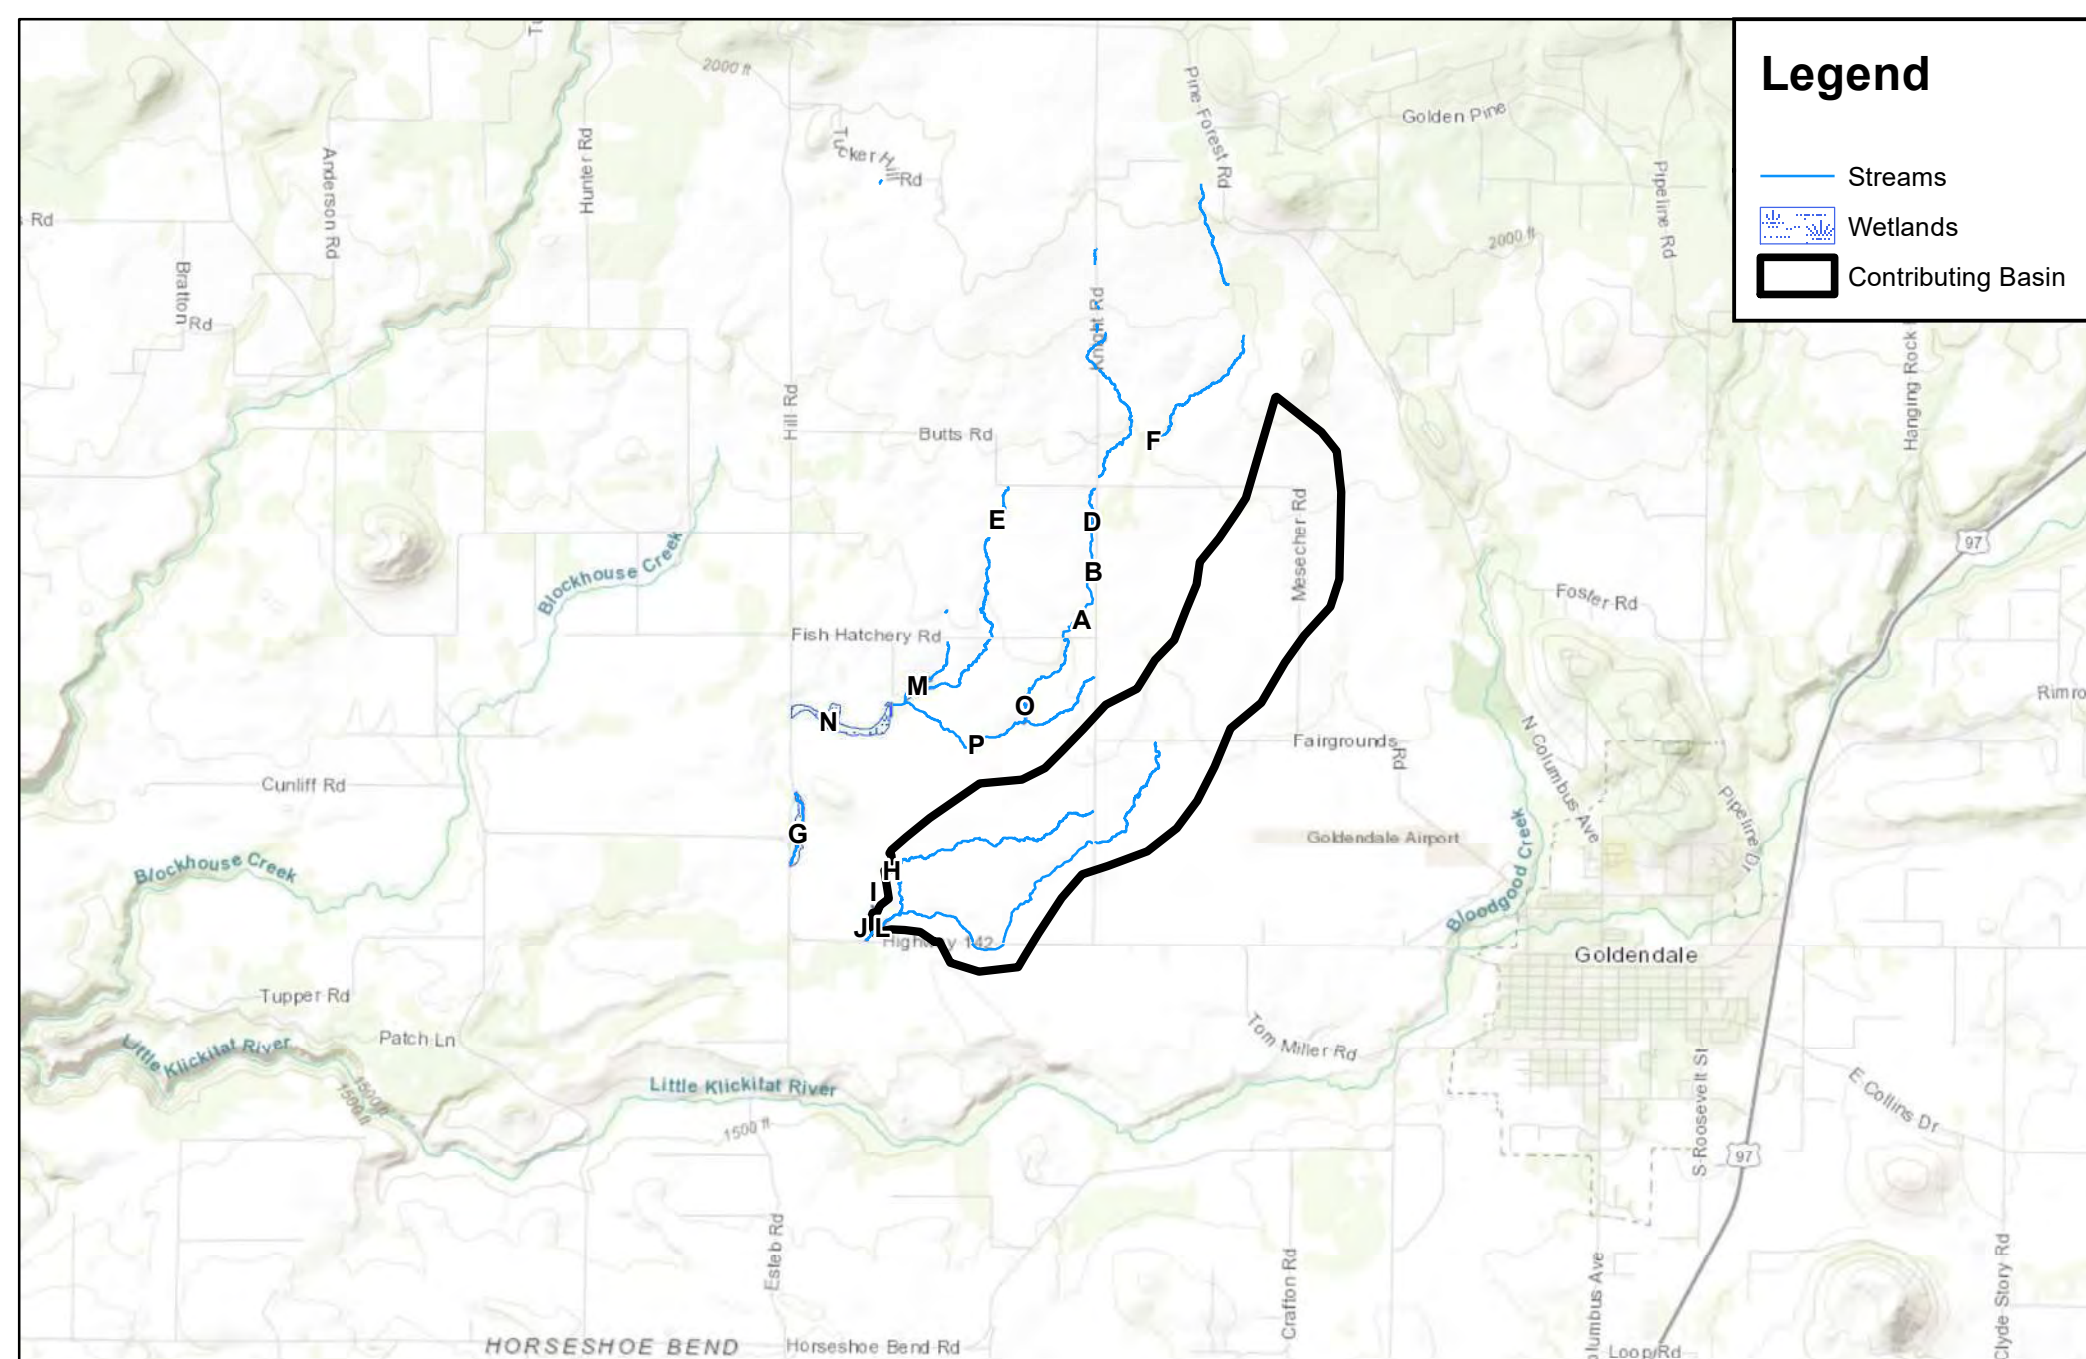 Legend
Streams
Wetlands
Contributing Basin
2000 ft
Pine Forest Rd
Golden Pine
Tucker Hill Rd
Anderson Rd
Hunter Rd
Pipeline Rd
Rd
2000 ft
Bratton Rd
Knight Rd
Hill Rd
Hanging Rock
Butts Rd
F
E
D
Mesecher Rd
97
Blockhouse Creek
B
Foster Rd
A
Fish Hatchery Rd
M
O
N
P
N Columbus Ave
Fairgrounds Rd
Cunliff Rd
Pipeline Dr
G
Goldendale Airport
Blockhouse Creek
H
I
Bloodgood Creek
J L
Highway 142
Goldendale
Tupper Rd
Patch Ln
Little Klickitat River
Tom Miller Rd
Little Klickitat River
1500 ft
1500 ft
1500 ft
S Roosevelt St
E Collins Dr
97
Esteb Rd
Crafton Rd
Clyde Story Rd
HORSESHOE BEND
Horseshoe Bend Rd
Loop Rd